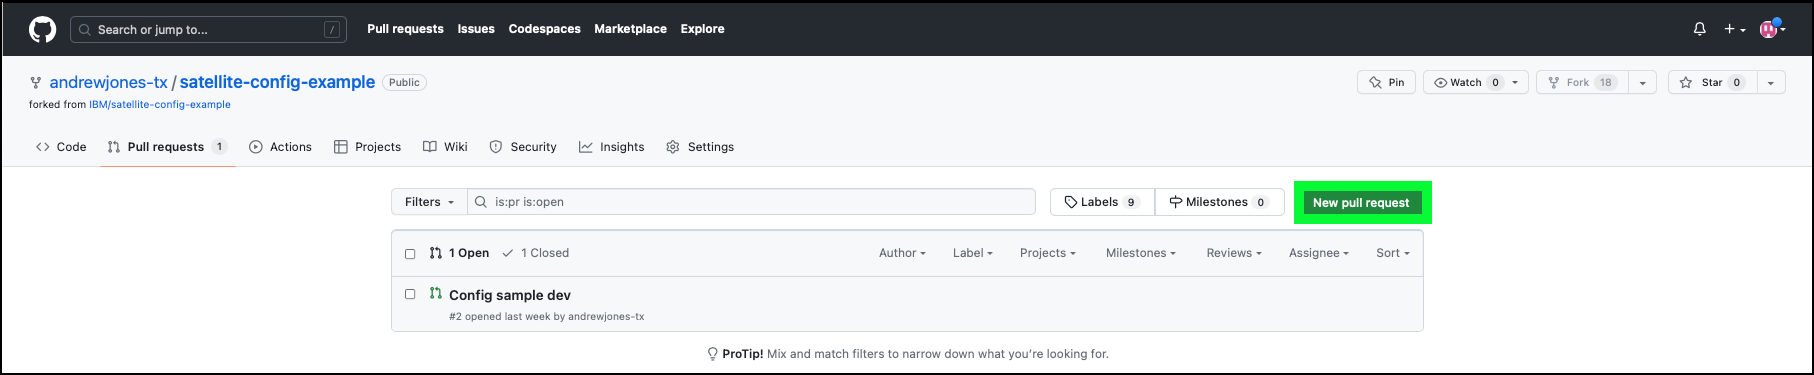 Search or jump to... / Pull requests Issues Codespaces Marketplace Explore
andrewjones-tx / satellite-config-example Public Pin Watch 0 Fork 18 Star 0
forked from IBM/satellite-config-example
Code Pull requests 1 Actions Projects Wiki Security Insights Settings
Filters is:pr is:open Labels 9 Milestones 0 New pull request
1 Open 1 Closed Author Label Projects Milestones Reviews Assignee Sort
Config sample dev
#2 opened last week by andrewjones-tx
ProTip! Mix and match filters to narrow down what you’re looking for.